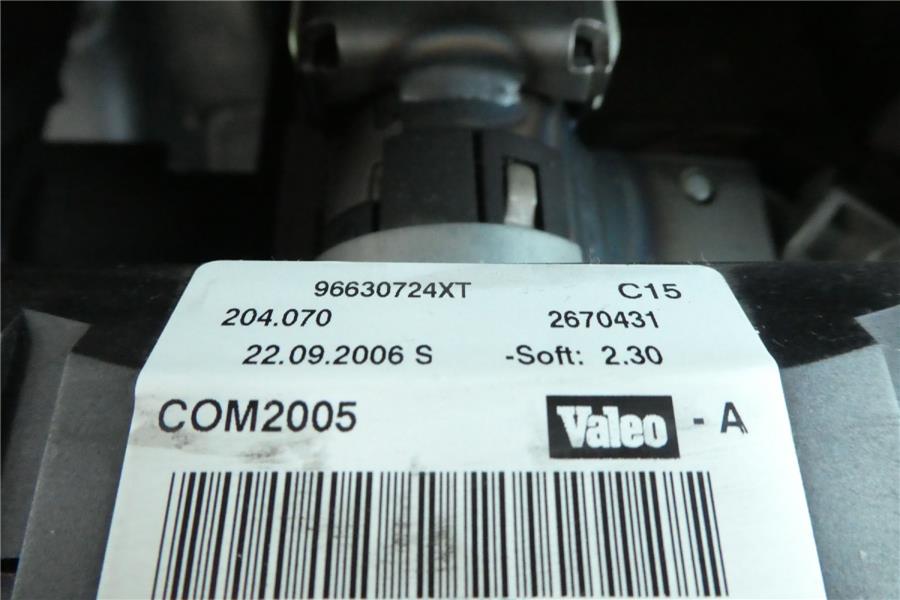 96630724XT C15
204.070 2670431
22.09.2006 S -Soft: 2.30
COM2005 Valeo - A